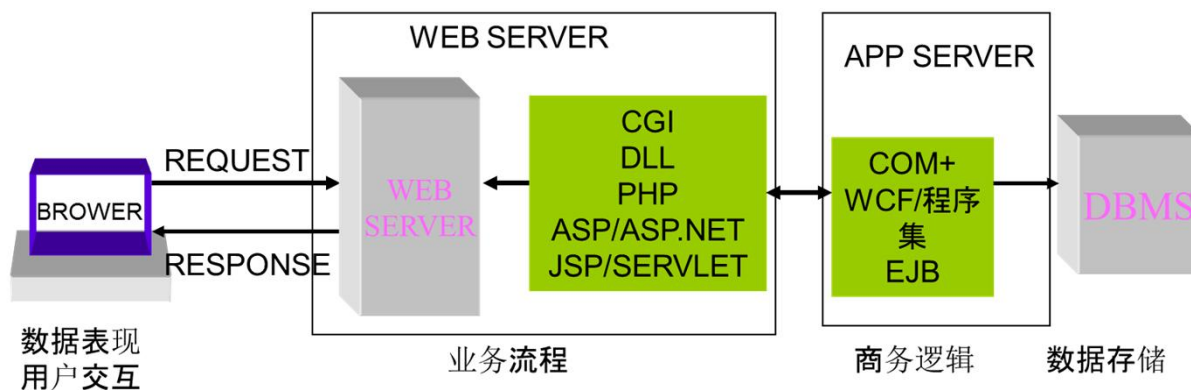 WEB SERVER
APP SERVER
REQUEST
BROWER
RESPONSE
WEB
SERVER
CGI
DLL
PHP
ASP/ASP.NET
JSP/SERVLET
COM+
WCF/程序
集
EJB
DBMS
数据表现
用户交互
业务流程
商务逻辑
数据存储